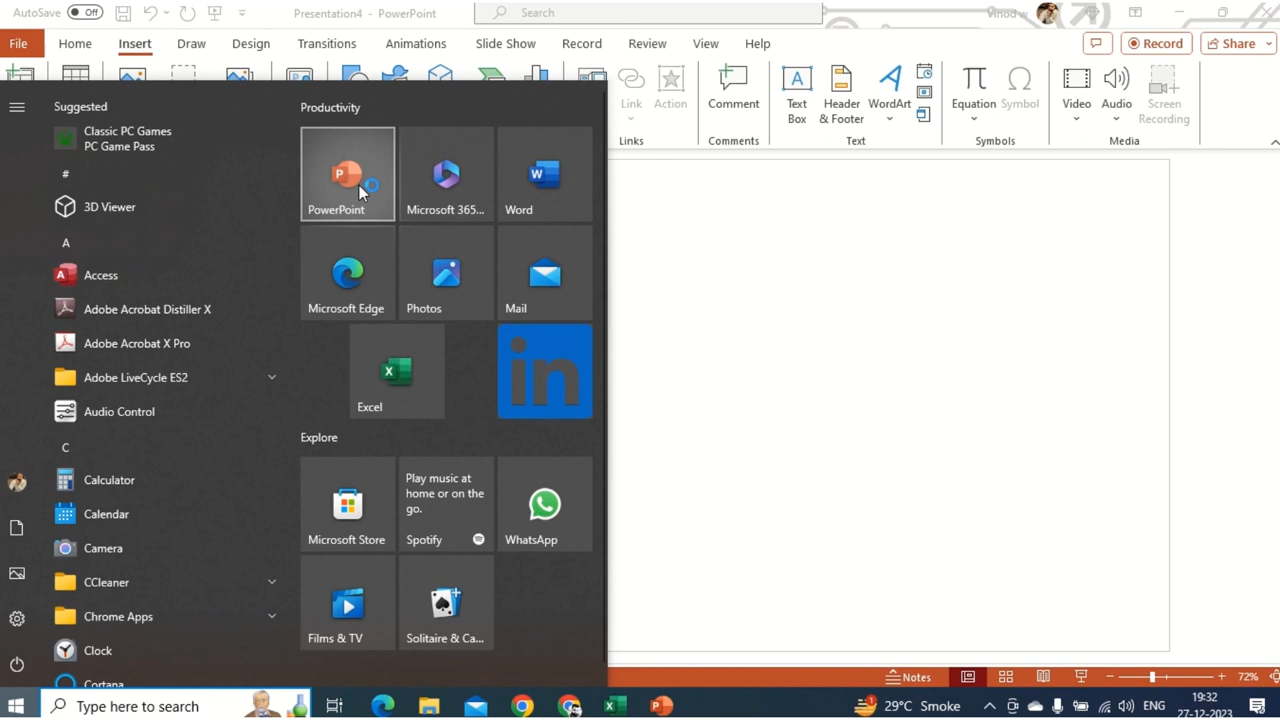 AutoSave Off
Presentation4 - PowerPoint
Search
Vinod w
File Home Insert Draw Design Transitions Animations Slide Show Record Review View Help
Record Share
Link Action
Links
Comment
Comments
Text Box
Header & Footer
WordArt
Text
Equation Symbol
Symbols
Video Audio Screen Recording
Media
Suggested
Classic PC Games
PC Game Pass
#
3D Viewer
A
Access
Adobe Acrobat Distiller X
Adobe Acrobat X Pro
Adobe LiveCycle ES2
Audio Control
C
Calculator
Calendar
Camera
CCleaner
Chrome Apps
Clock
Cortana
Productivity
PowerPoint Microsoft 365... Word
Microsoft Edge Photos Mail
Excel
in
Explore
Play music at
home or on the
go.
Microsoft Store Spotify WhatsApp
Films & TV Solitaire & Ca...
Notes 72%
Type here to search
29°C Smoke
ENG
19:32
27-12-2023